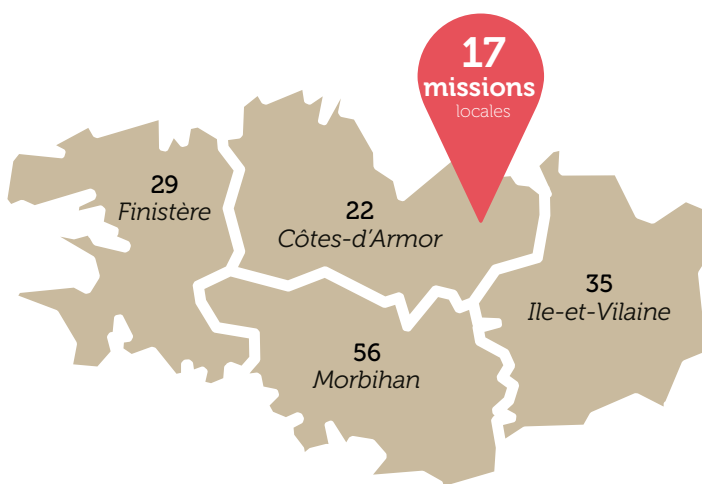 17
missions
locales
29
Finistère
22
Côtes-d'Armor
35
Ile-et-Vilaine
56
Morbihan